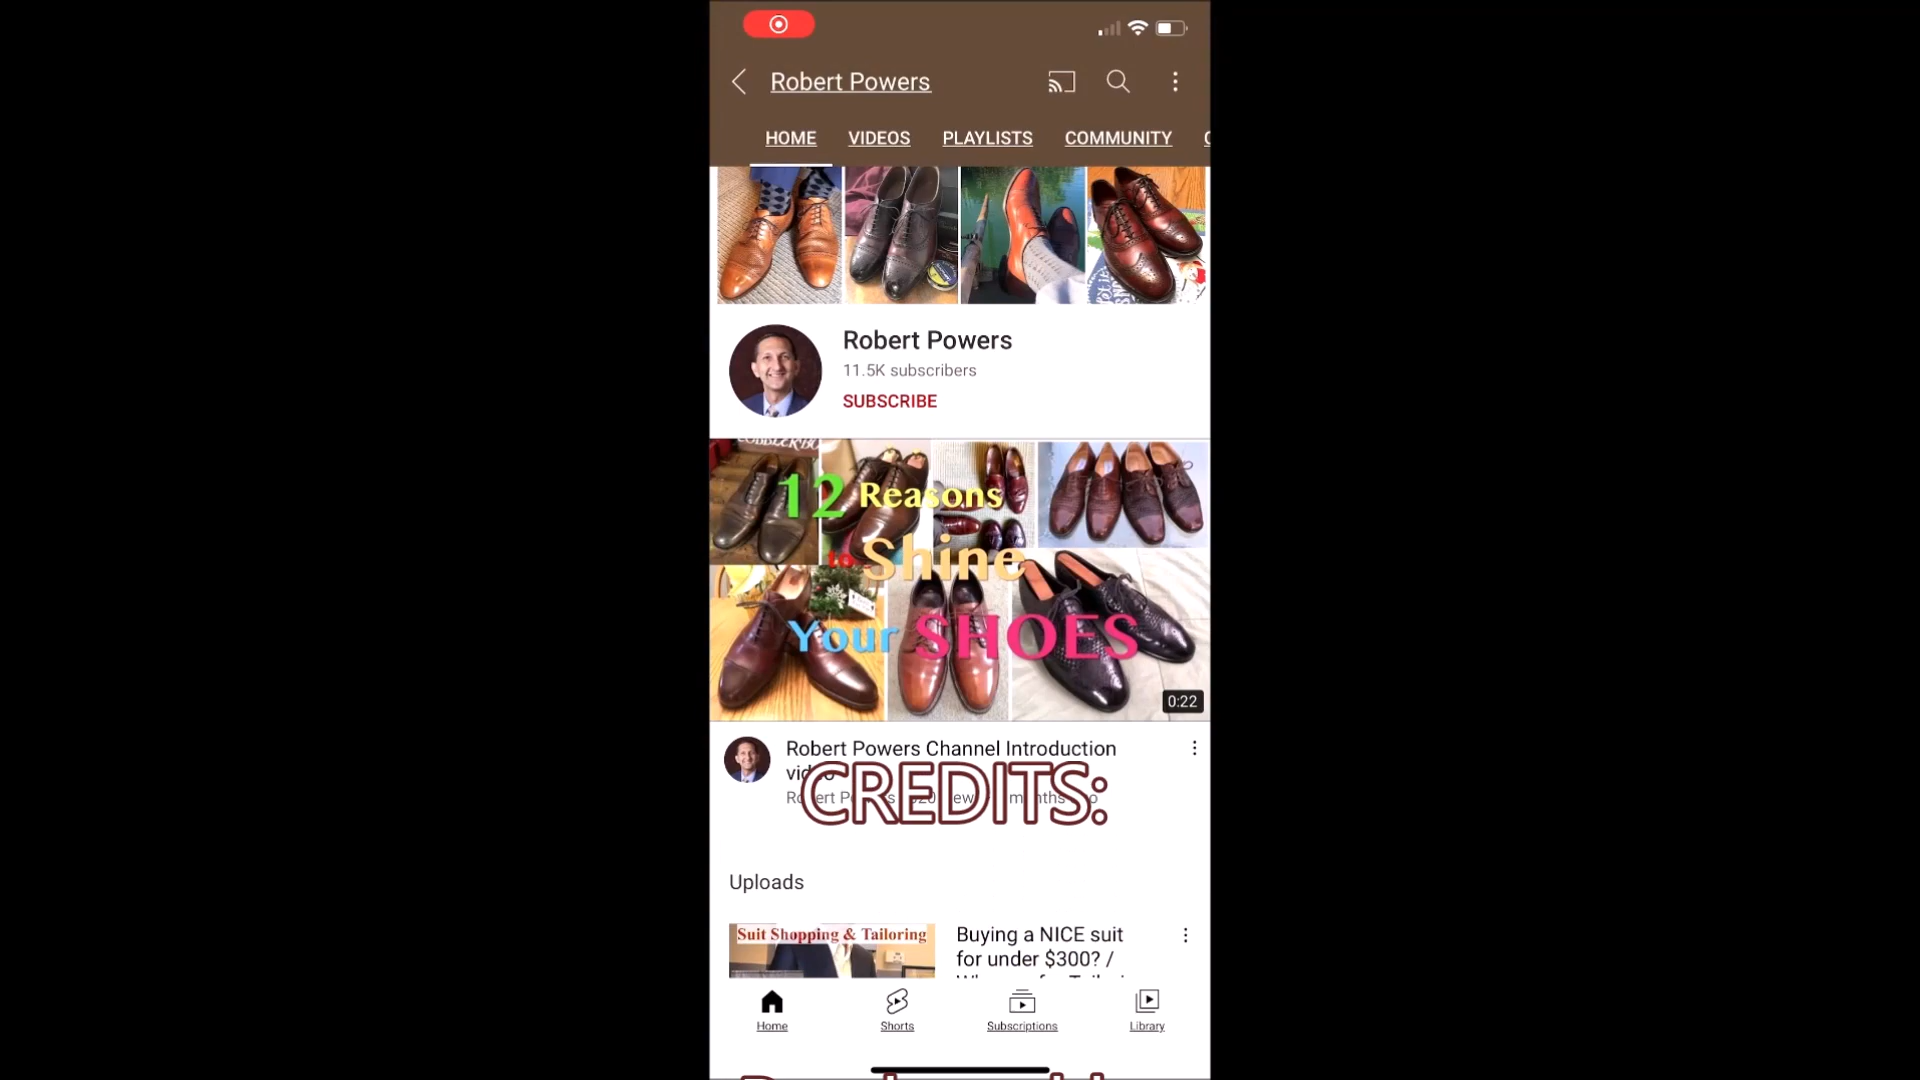 Robert Powers
HOME VIDEOS PLAYLISTS COMMUNITY
Robert Powers
11.5K subscribers
SUBSCRIBE
12 Reasons
to Shine
Your SHOES
0:22
Robert Powers Channel Introduction
video
CREDITS:
Uploads
Suit Shopping & Tailoring
Buying a NICE suit
for under $300? /
Home Shorts Subscriptions Library